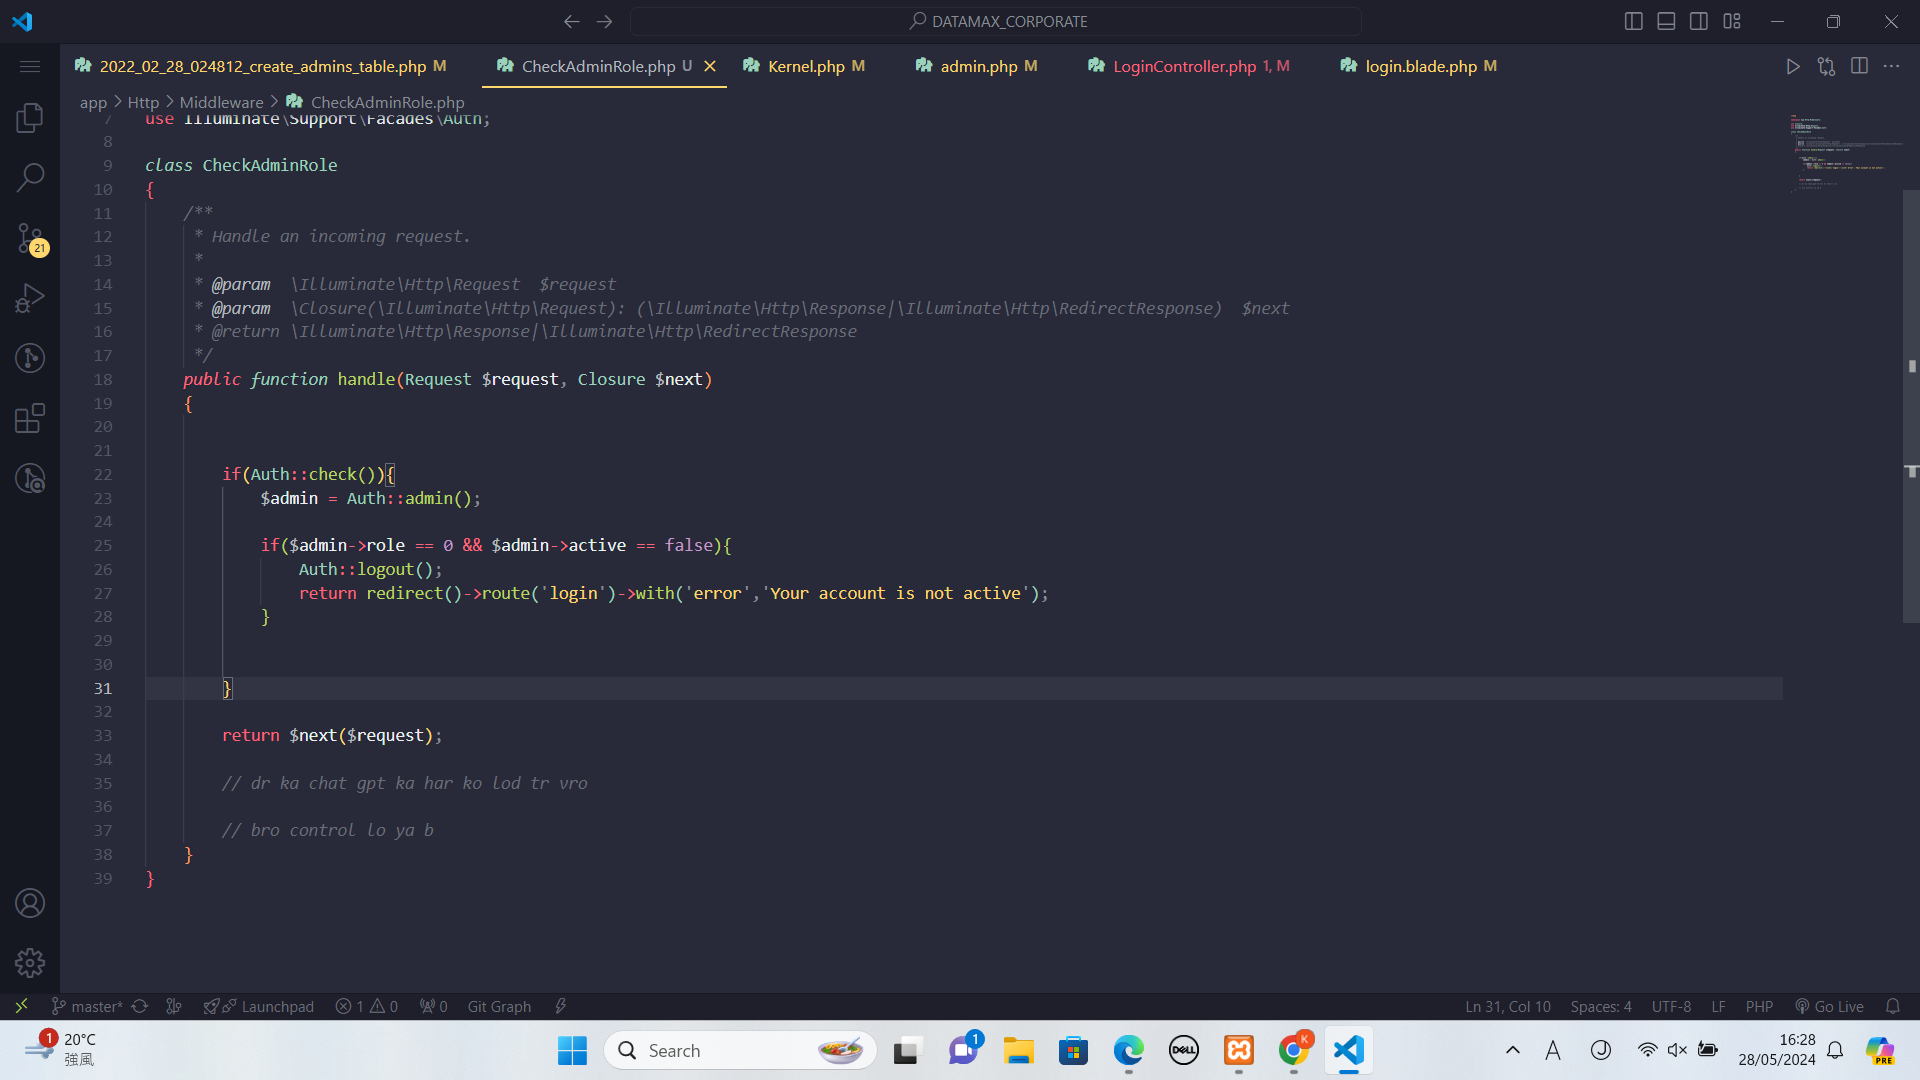 DATAMAX_CORPORATE
2022_02_28_024812_create_admins_table.php M
CheckAdminRole.php U
Kernel.php M
admin.php M
LoginController.php 1, M
login.blade.php M
app > Http > Middleware > CheckAdminRole.php
7 use Illuminate\Support\Facades\Auth;
8
9 class CheckAdminRole
10 {
11 /**
12 * Handle an incoming request.
13 *
14 * @param  \Illuminate\Http\Request  $request
15 * @param  \Closure(\Illuminate\Http\Request): (\Illuminate\Http\Response|\Illuminate\Http\RedirectResponse)  $next
16 * @return \Illuminate\Http\Response|\Illuminate\Http\RedirectResponse
17 */
18 public function handle(Request $request, Closure $next)
19 {
20
21
22 if(Auth::check()){
23 $admin = Auth::admin();
24
25 if($admin->role == 0 && $admin->active == false){
26 Auth::logout();
27 return redirect()->route('login')->with('error','Your account is not active');
28 }
29
30
31 }
32
33 return $next($request);
34
35 // dr ka chat gpt ka har ko lod tr vro
36
37 // bro control lo ya b
38 }
39 }
21
master*
Launchpad
1
0
0
Git Graph
Ln 31, Col 10
Spaces: 4
UTF-8
LF
PHP
Go Live
1
20°C
強風
Search
1
DELL
K
A
J
16:28
28/05/2024
PRE